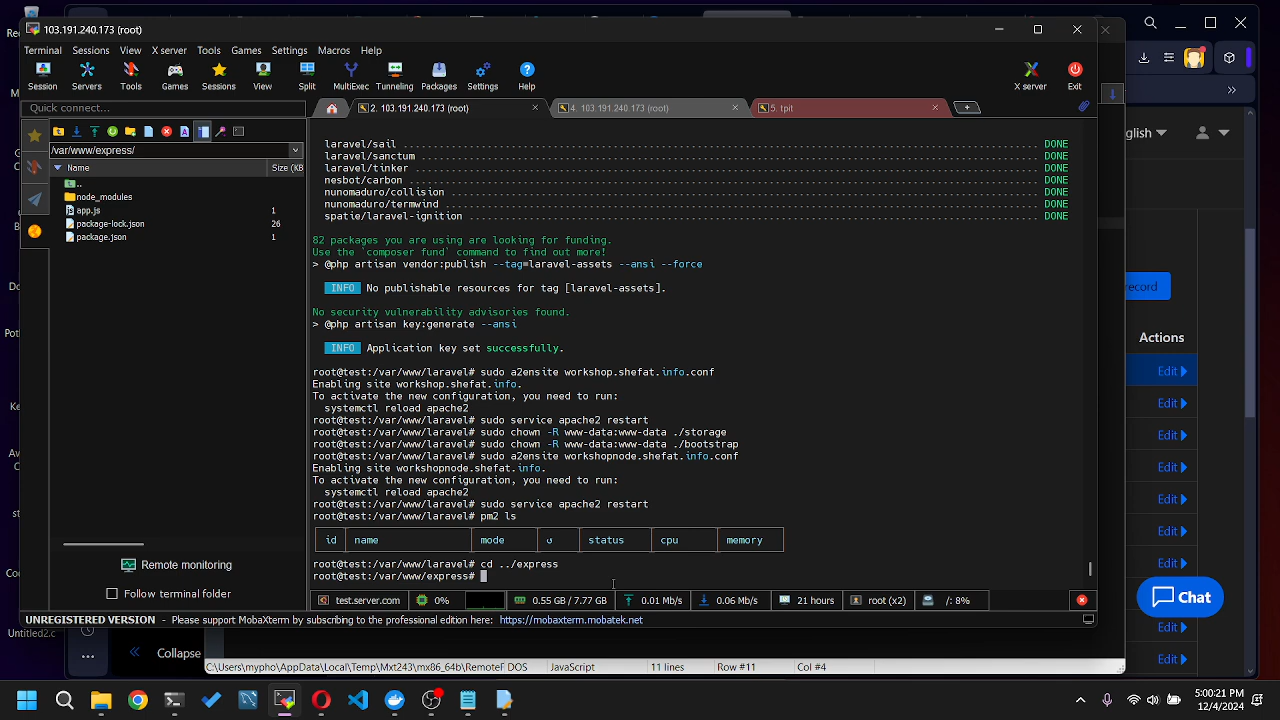 103.191.240.173 (root)
Terminal Sessions View X server Tools Games Settings Macros Help
Session Servers Tools Games Sessions View Split MultiExec Tunneling Packages Settings Help X server Exit
Quick connect...
2. 103.191.240.173 (root)
4. 103.191.240.173 (root)
5. tpit
/var/www/express/
Name Size (KB
..
node_modules
app.js 1
package-lock.json 26
package.json 1
Remote monitoring
Follow terminal folder
laravel/sail ........ DONE
laravel/sanctum ........ DONE
laravel/tinker ........ DONE
nesbot/carbon ........ DONE
nunomaduro/collision ........ DONE
nunomaduro/termwind ........ DONE
spatie/laravel-ignition ........ DONE
82 packages you are using are looking for funding.
Use the `composer fund` command to find out more!
> @php artisan vendor:publish --tag=laravel-assets --ansi --force
INFO No publishable resources for tag [laravel-assets].
No security vulnerability advisories found.
> @php artisan key:generate --ansi
INFO Application key set successfully.
root@test:/var/www/laravel# sudo a2ensite workshop.shefat.info.conf
Enabling site workshop.shefat.info.
To activate the new configuration, you need to run:
systemctl reload apache2
root@test:/var/www/laravel# sudo service apache2 restart
root@test:/var/www/laravel# sudo chown -R www-data:www-data ./storage
root@test:/var/www/laravel# sudo chown -R www-data:www-data ./bootstrap
root@test:/var/www/laravel# sudo a2ensite workshopnode.shefat.info.conf
Enabling site workshopnode.shefat.info.
To activate the new configuration, you need to run:
systemctl reload apache2
root@test:/var/www/laravel# sudo service apache2 restart
root@test:/var/www/laravel# pm2 ls
id name mode ↺ status cpu memory
root@test:/var/www/laravel# cd ../express
root@test:/var/www/express#
test.server.com 0% 0.55 GB / 7.77 GB 0.01 Mb/s 0.06 Mb/s 21 hours root (x2) /: 8%
UNREGISTERED VERSION - Please support MobaXterm by subscribing to the professional edition here: https://mobaxterm.mobatek.net
glish
ecord
Actions
Edit
Edit
Edit
Edit
Edit
Edit
Edit
Edit
Edit
Chat
Untitled2.c
Collapse
C:\Users\mypho\AppData\Local\Temp\Mxt243\mx86_64b\RemoteF DOS JavaScript 11 lines Row #11 Col #4
5:00:21 PM
12/4/2024